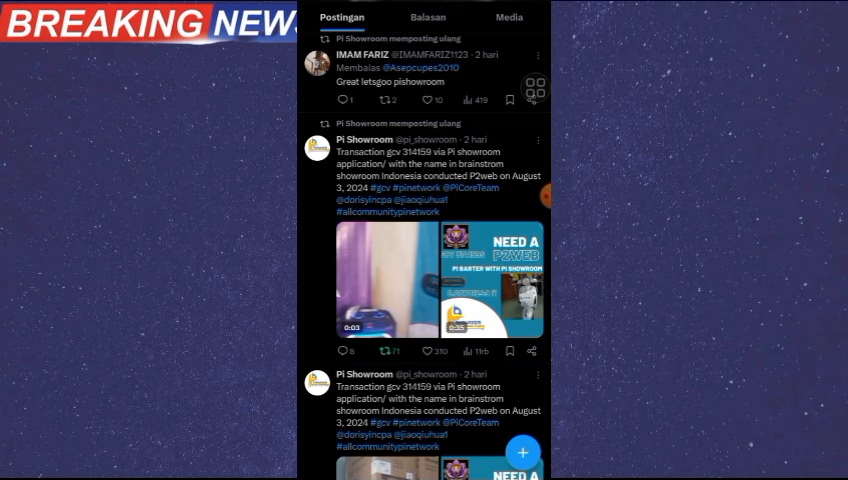 BREAKING NEWS
Postingan Balasan Media
Pi Showroom memposting ulang
IMAM FARIZ @IMAMFARIZ1123 · 2 hari
Membalas @Asepcupes2010
Great letsgoo pishowroom
1 2 10 419
Pi Showroom memposting ulang
Pi Showroom @pi_showroom · 2 hari
Transaction gcv 314159 via Pi showroom
application/ with the name in brainstrom
showroom Indonesia conducted P2web on August
3, 2024 #gcv #pinetwork @PiCoreTeam
@dorisyincpa @jiaoqiuhua1
#allcommunitypinetwork
NEED A
P2WEB
PI BARTER WITH PI SHOWROOM
0:03
0:35
8 71 310 11rb
Pi Showroom @pi_showroom · 2 hari
Transaction gcv 314159 via Pi showroom
application/ with the name in brainstrom
showroom Indonesia conducted P2web on August
3, 2024 #gcv #pinetwork @PiCoreTeam
@dorisyincpa @jiaoqiuhua1
#allcommunitypinetwork
NEED A